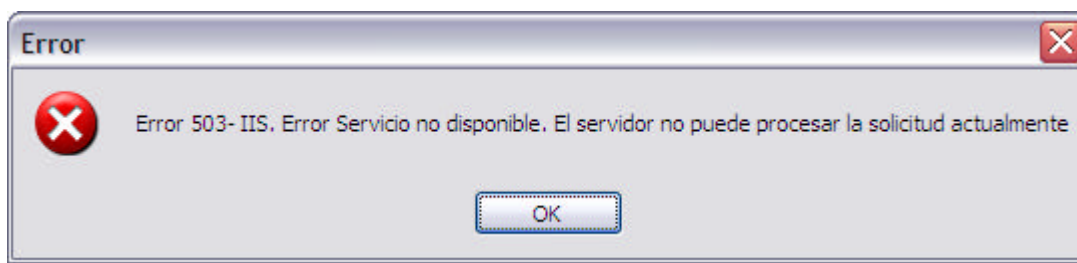 Error
Error 503- IIS. Error Servicio no disponible. El servidor no puede procesar la solicitud actualmente
OK